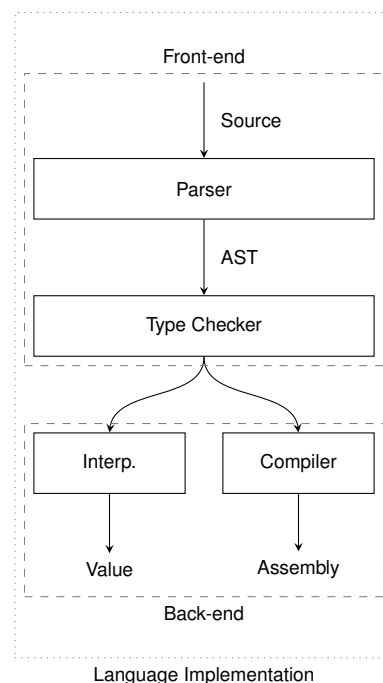 Front-end
Source
Parser
AST
Type Checker
Interp.
Compiler
Value
Assembly
Back-end
Language Implementation